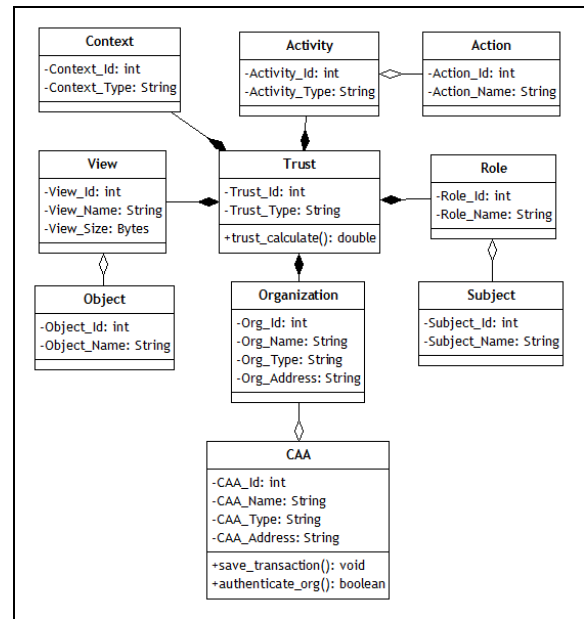 Context
-Context_Id: int
-Context_Type: String
Activity
-Activity_Id: int
-Activity_Type: String
Action
-Action_Id: int
-Action_Name: String
View
-View_Id: int
-View_Name: String
-View_Size: Bytes
Trust
-Trust_Id: int
-Trust_Type: String
+trust_calculate(): double
Role
-Role_Id: int
-Role_Name: String
Object
-Object_Id: int
-Object_Name: String
Organization
-Org_Id: int
-Org_Name: String
-Org_Type: String
-Org_Address: String
Subject
-Subject_Id: int
-Subject_Name: String
CAA
-CAA_Id: int
-CAA_Name: String
-CAA_Type: String
-CAA_Address: String
+save_transaction(): void
+authenticate_org(): boolean